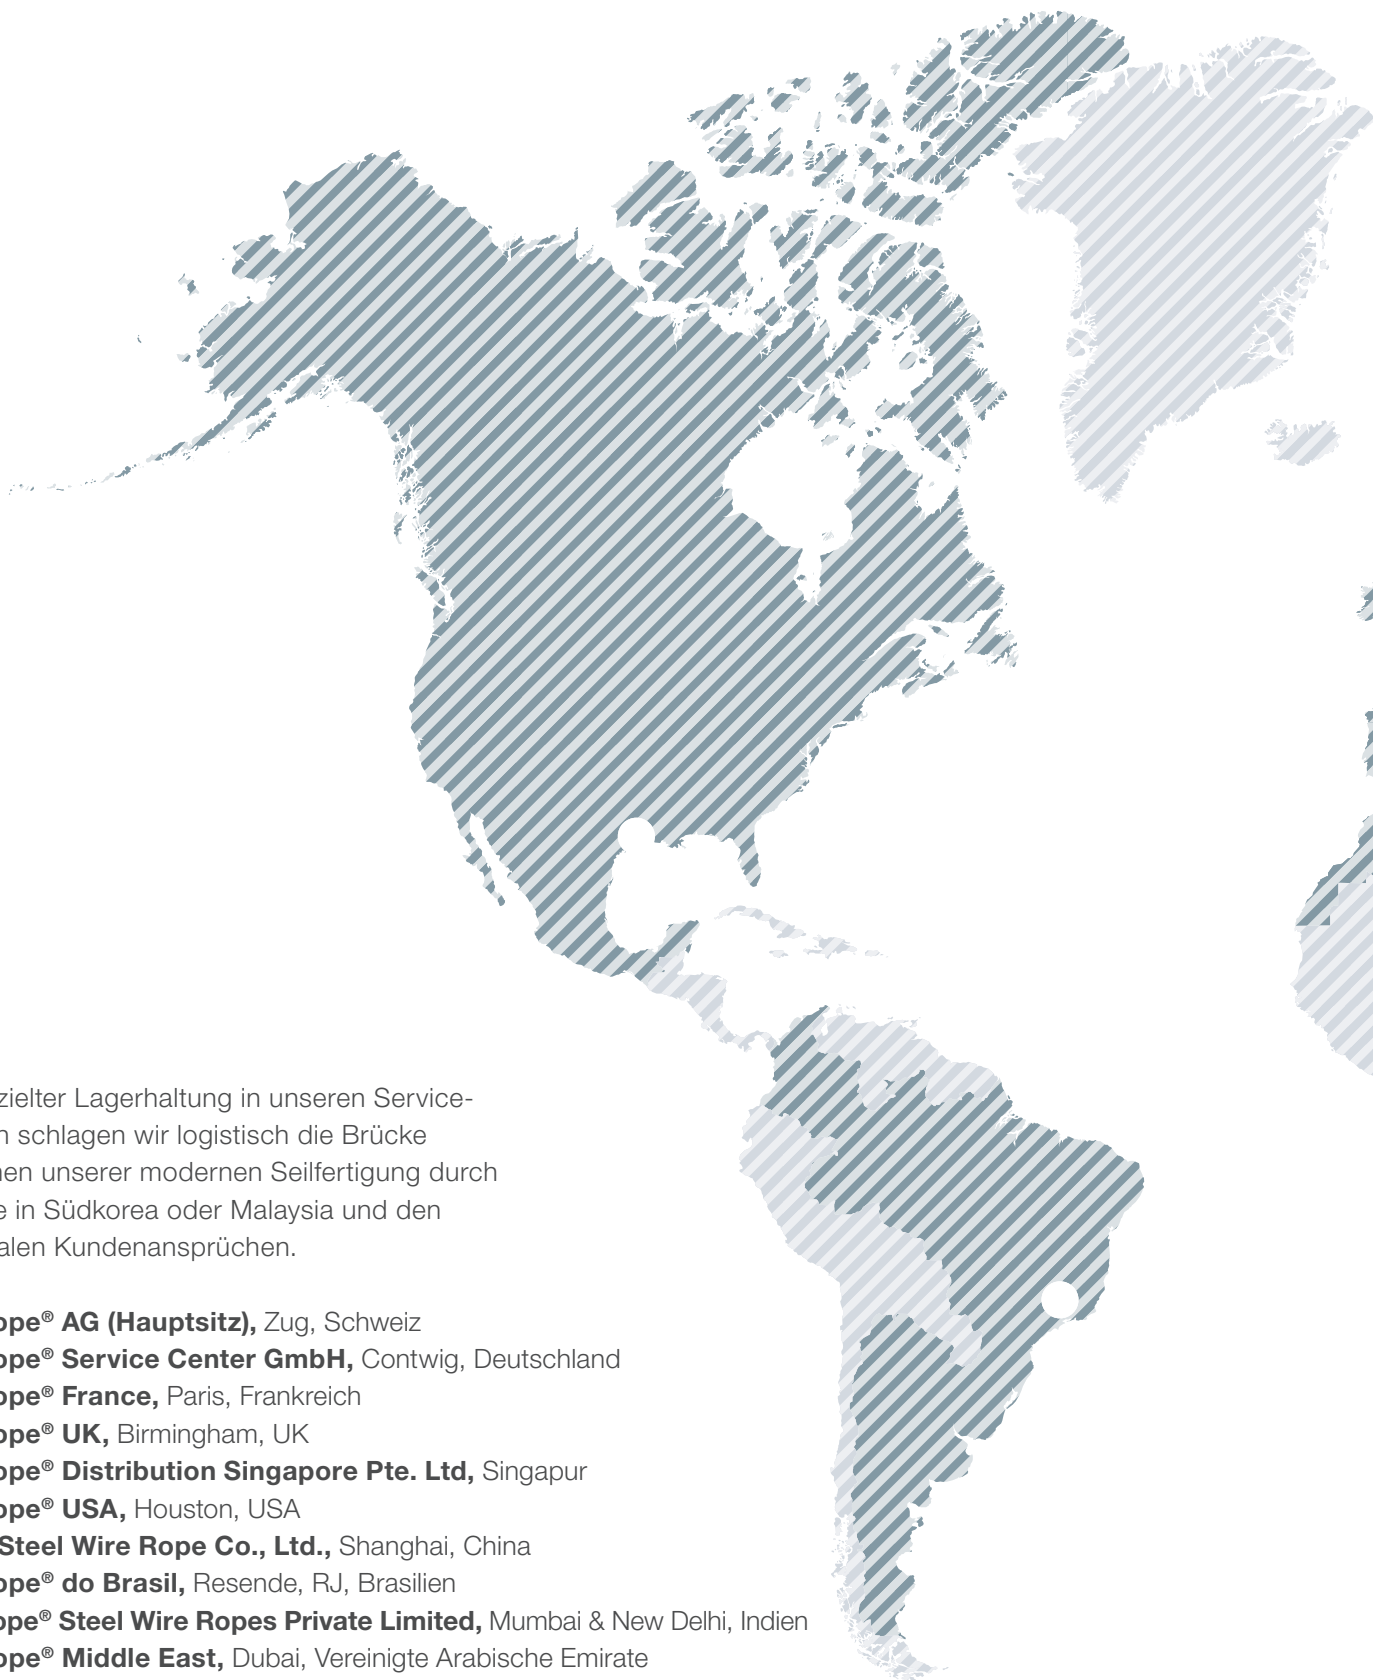 zielter Lagerhaltung in unseren Service-
n schlagen wir logistisch die Brücke
nen unserer modernen Seilfertigung durch
e in Südkorea oder Malaysia und den
alen Kundenansprüchen.
ope® AG (Hauptsitz), Zug, Schweiz
ope® Service Center GmbH, Contwig, Deutschland
ope® France, Paris, Frankreich
ope® UK, Birmingham, UK
ope® Distribution Singapore Pte. Ltd, Singapur
ope® USA, Houston, USA
Steel Wire Rope Co., Ltd., Shanghai, China
ope® do Brasil, Resende, RJ, Brasilien
ope® Steel Wire Ropes Private Limited, Mumbai & New Delhi, Indien
ope® Middle East, Dubai, Vereinigte Arabische Emirate